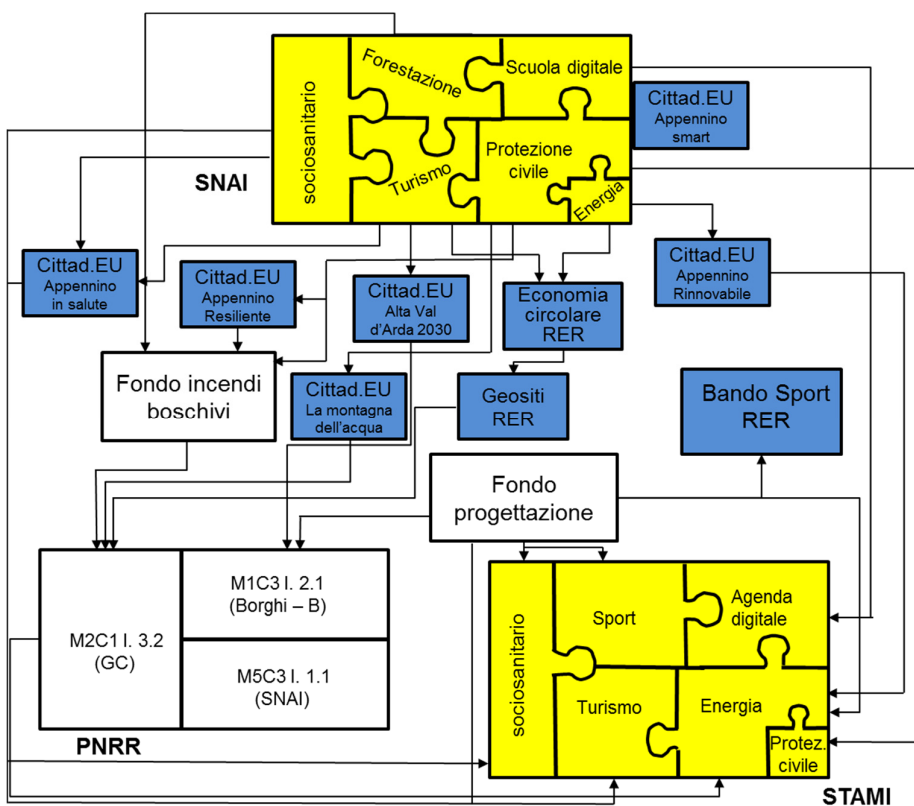 Forestazione
Scuola digitale
sociosanitario
Cittad.EU
Appennino
smart
Protezione
civile
Turismo
Energia
SNAI
Cittad.EU
Appennino
in salute
Cittad.EU
Appennino
Resiliente
Cittad.EU
Alta Val
d'Arda 2030
Economia
circolare
RER
Cittad.EU
Appennino
Rinnovabile
Fondo incendi
boschivi
Cittad.EU
La montagna
dell'acqua
Geositi
RER
Bando Sport
RER
Fondo
progettazione
M2C1 I. 3.2
(GC)
M1C3 I. 2.1
(Borghi – B)
M5C3 I. 1.1
(SNAI)
PNRR
sociosanitario
Sport
Agenda
digitale
Turismo
Energia
Protez.
civile
STAMI